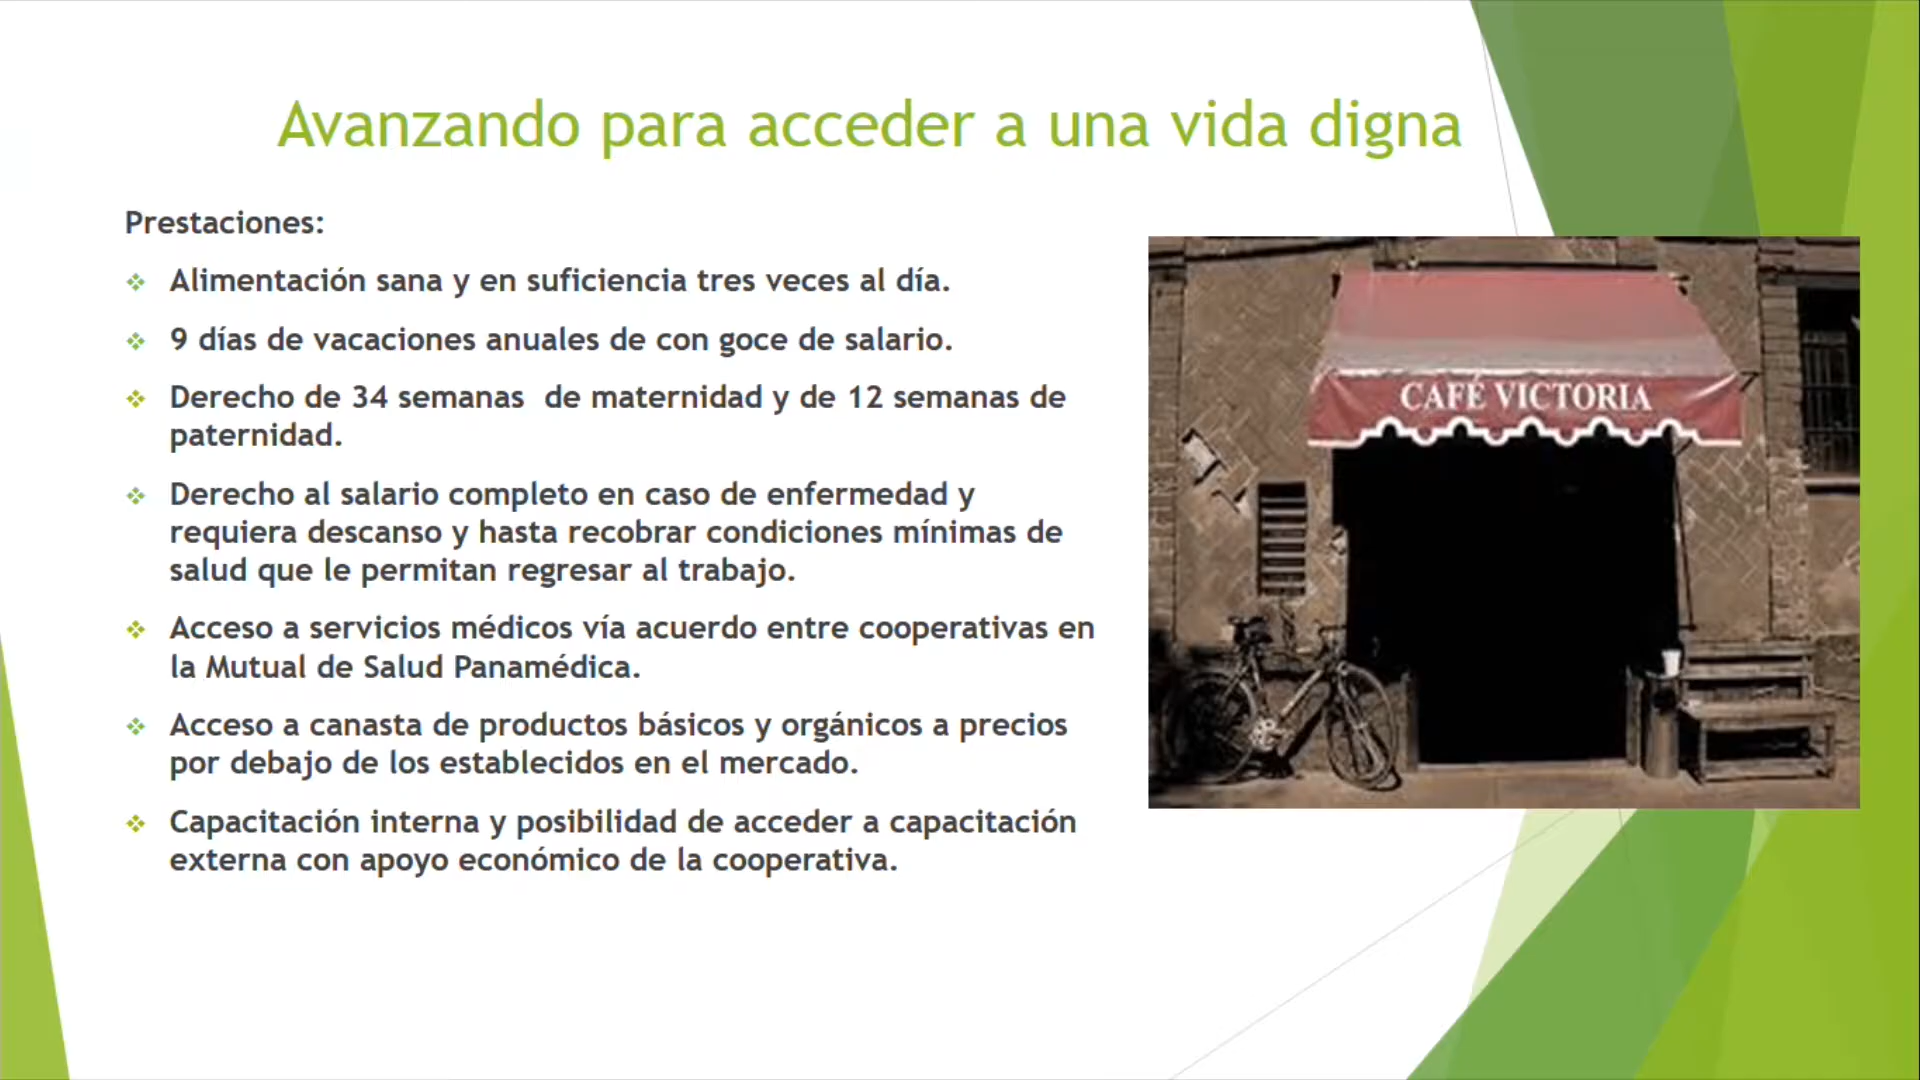 Avanzando para acceder a una vida digna
Prestaciones:
Alimentación sana y en suficiencia tres veces al día.
9 días de vacaciones anuales de con goce de salario.
Derecho de 34 semanas  de maternidad y de 12 semanas de
paternidad.
Derecho al salario completo en caso de enfermedad y
requiera descanso y hasta recobrar condiciones mínimas de
salud que le permitan regresar al trabajo.
Acceso a servicios médicos vía acuerdo entre cooperativas en
la Mutual de Salud Panamédica.
Acceso a canasta de productos básicos y orgánicos a precios
por debajo de los establecidos en el mercado.
Capacitación interna y posibilidad de acceder a capacitación
externa con apoyo económico de la cooperativa.
CAFÉ VICTORIA